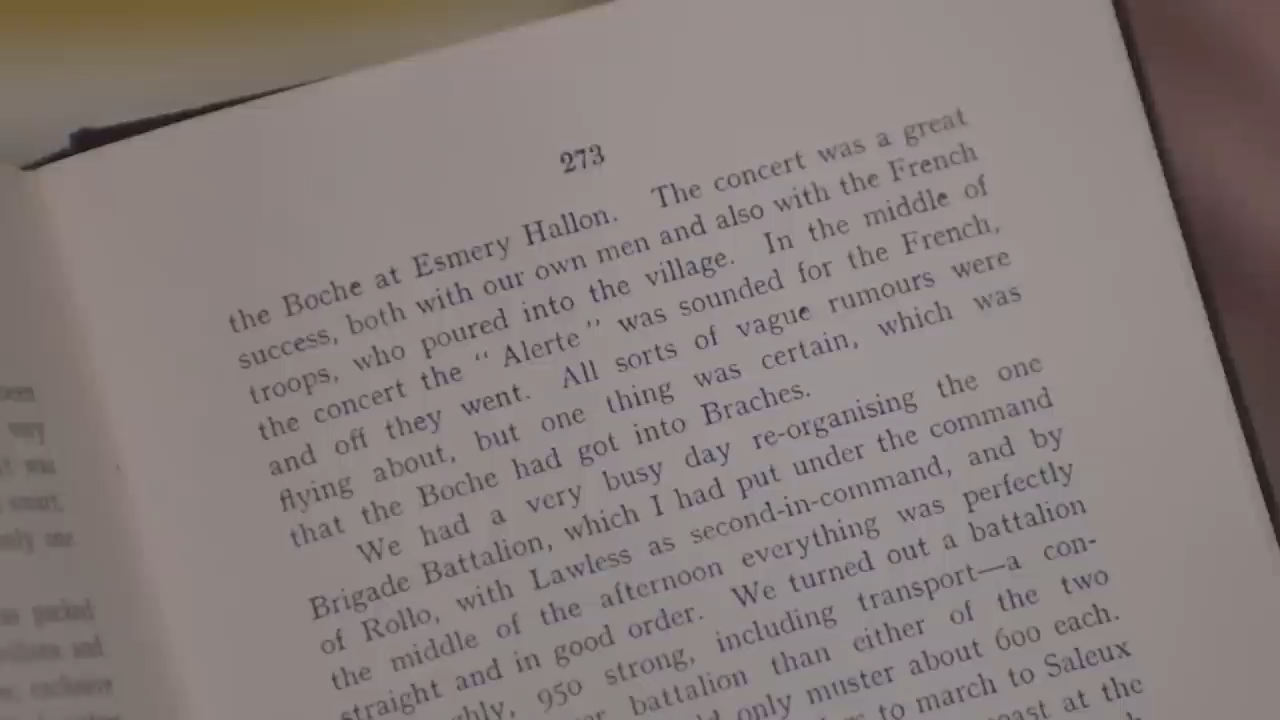 273
the Boche at Esmery Hallon. The concert was a great
success, both with our own men and also with the French
troops, who poured into the village. In the middle of
the concert the “ Alerte ” was sounded for the French,
and off they went. All sorts of vague rumours were
flying about, but one thing was certain, which was
that the Boche had got into Braches.
We had a very busy day re-organising the one
Brigade Battalion, which I had put under the command
of Rollo, with Lawless as second-in-command, and by
the middle of the afternoon everything was perfectly
straight and in good order. We turned out a battalion
950 strong, including transport—a con-
battalion than either of the two
only muster about 600 each.
to march to Saleux
at the